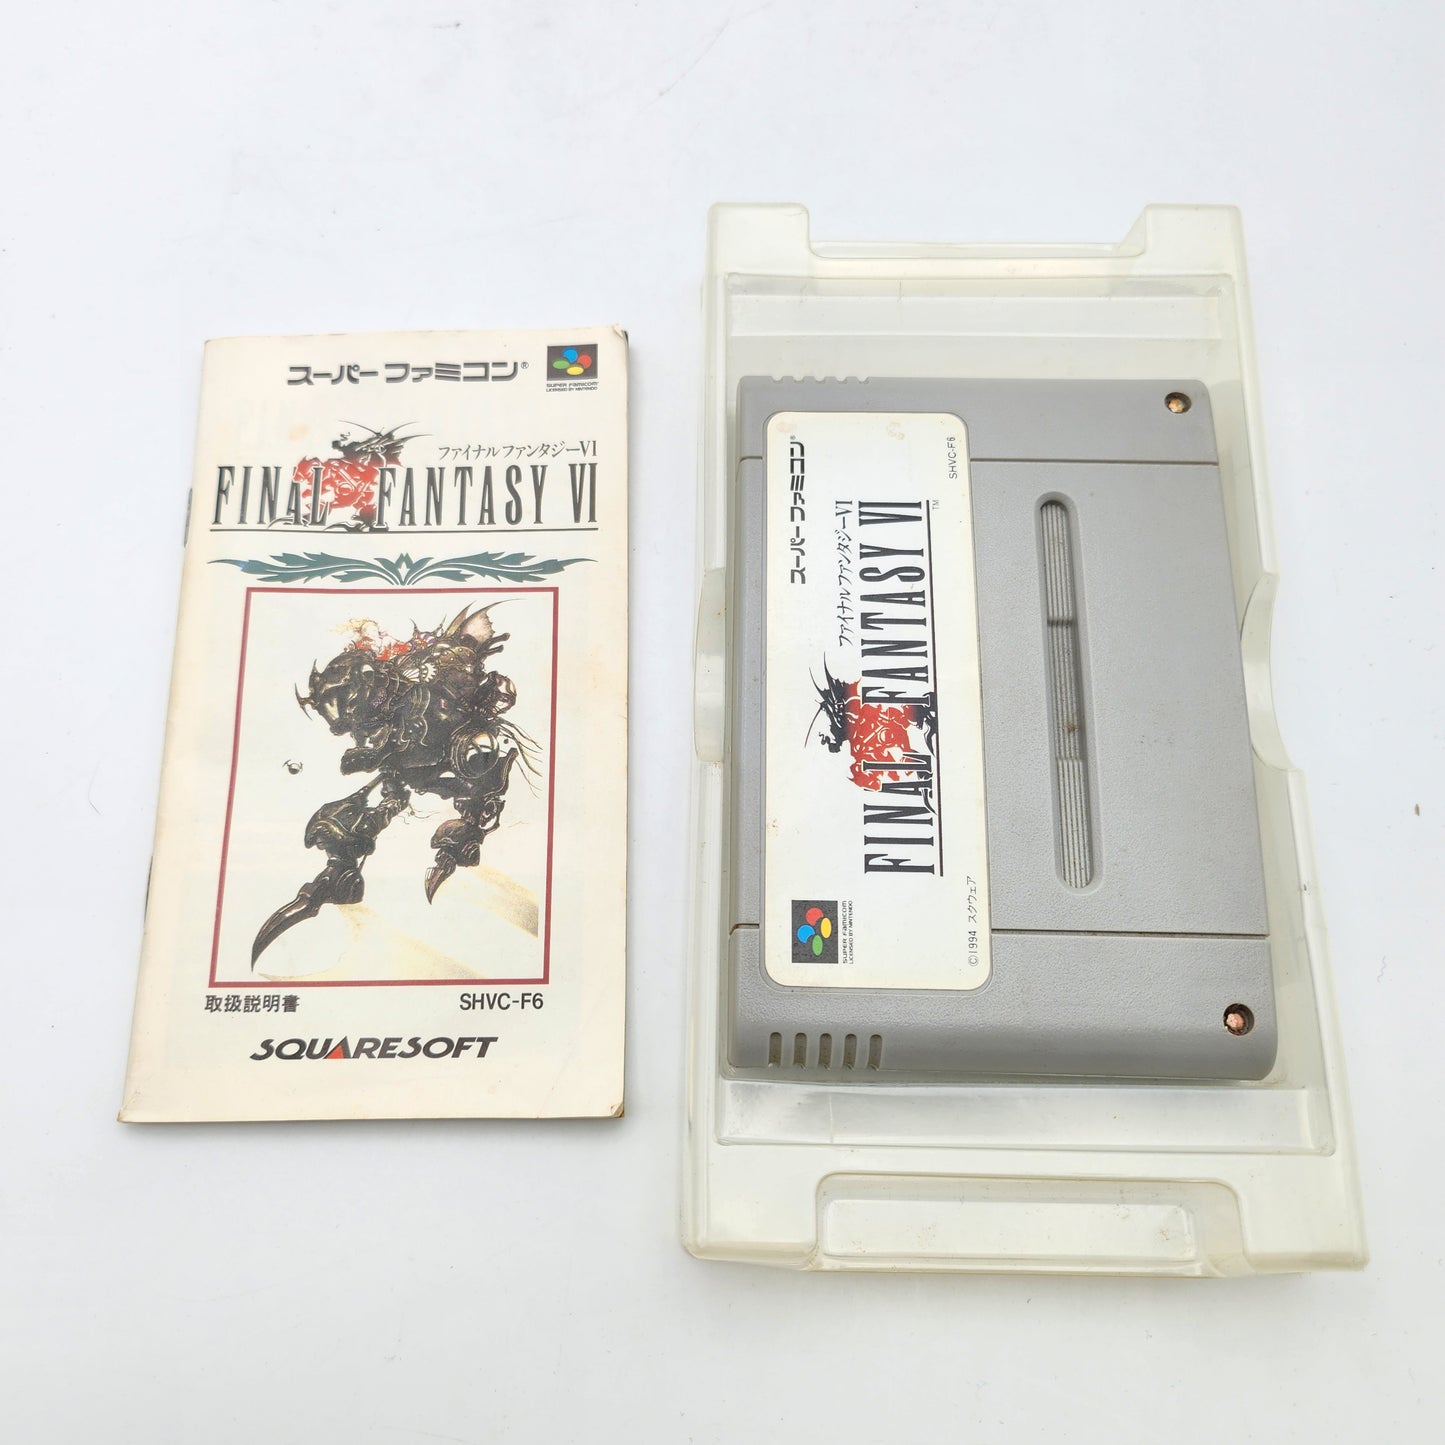 スーパーファミコン®
SUPER FAMICOM
LICENSED BY NINTENDO
ファイナルファンタジーVI
FINAL FANTASY VI
取扱説明書
SHVC-F6
SQUARESOFT
スーパーファミコン®
SHVC-F6
ファイナルファンタジーVI
FINAL FANTASY VI™
SUPER FAMICOM
LICENSED BY NINTENDO
©1994 スクウェア